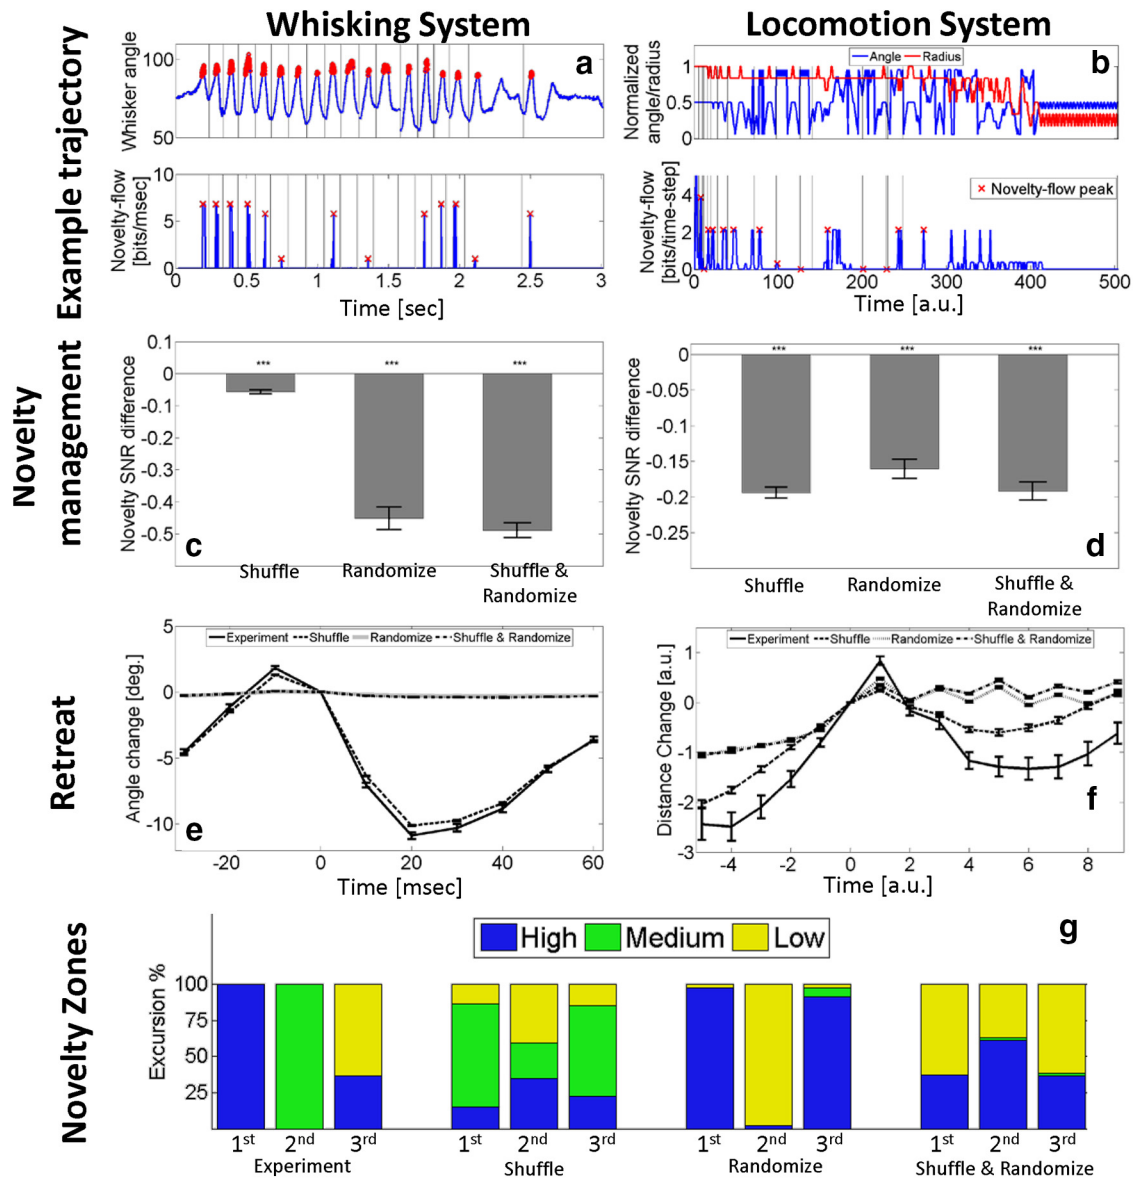 Whisking System
Locomotion System
Example trajectory
Whisker angle
100
50
a
Normalized
angle/radius
1
0.5
0
Angle
Radius
b
Novelty-flow
[bits/msec]
10
5
0
0 0.5 1 1.5 2 2.5 3
Time [sec]
Novelty-flow
[bits/time-step]
4
2
0
Novelty-flow peak
0 100 200 300 400 500
Time [a.u.]
Novelty
management
Novelty SNR difference
0.1
0
-0.1
-0.2
-0.3
-0.4
-0.5
*** *** ***
c
Shuffle
Randomize
Shuffle &
Randomize
Novelty SNR difference
0
-0.05
-0.1
-0.15
-0.2
-0.25
*** *** ***
d
Shuffle
Randomize
Shuffle &
Randomize
Retreat
Angle change [deg.]
5
0
-5
-10
Experiment Shuffle Randomize Shuffle & Randomize
e
-20 0 20 40 60
Time [msec]
Distance Change [a.u.]
1
0
-1
-2
-3
Experiment Shuffle Randomize Shuffle & Randomize
f
-4 -2 0 2 4 6 8
Time [a.u.]
Novelty Zones
High Medium Low
g
Excursion %
100
75
50
25
1st 2nd 3rd
Experiment
1st 2nd 3rd
Shuffle
1st 2nd 3rd
Randomize
1st 2nd 3rd
Shuffle & Randomize